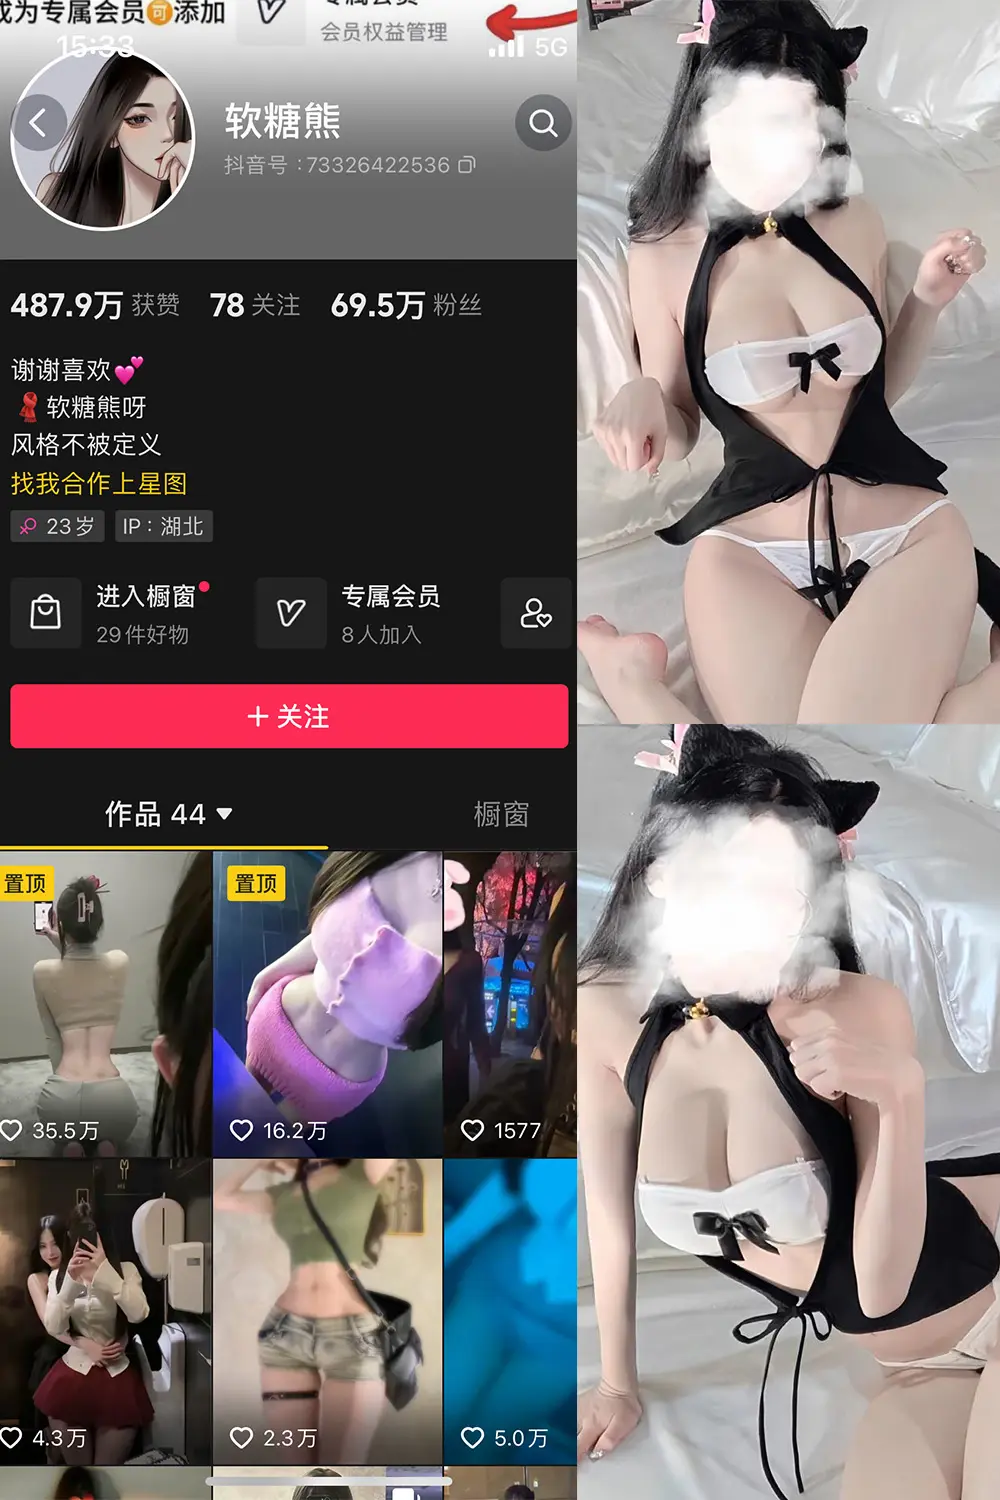 成为专属会员可添加
会员权益管理
15:33
5G
软糖熊
抖音号：73326422536
487.9万 获赞 78 关注 69.5万 粉丝
谢谢喜欢
软糖熊呀
风格不被定义
找我合作上星图
23岁 IP：湖北
进入橱窗 专属会员
29件好物 8人加入
+ 关注
作品 44 橱窗
置顶 置顶
35.5万 16.2万 1577
4.3万 2.3万 5.0万